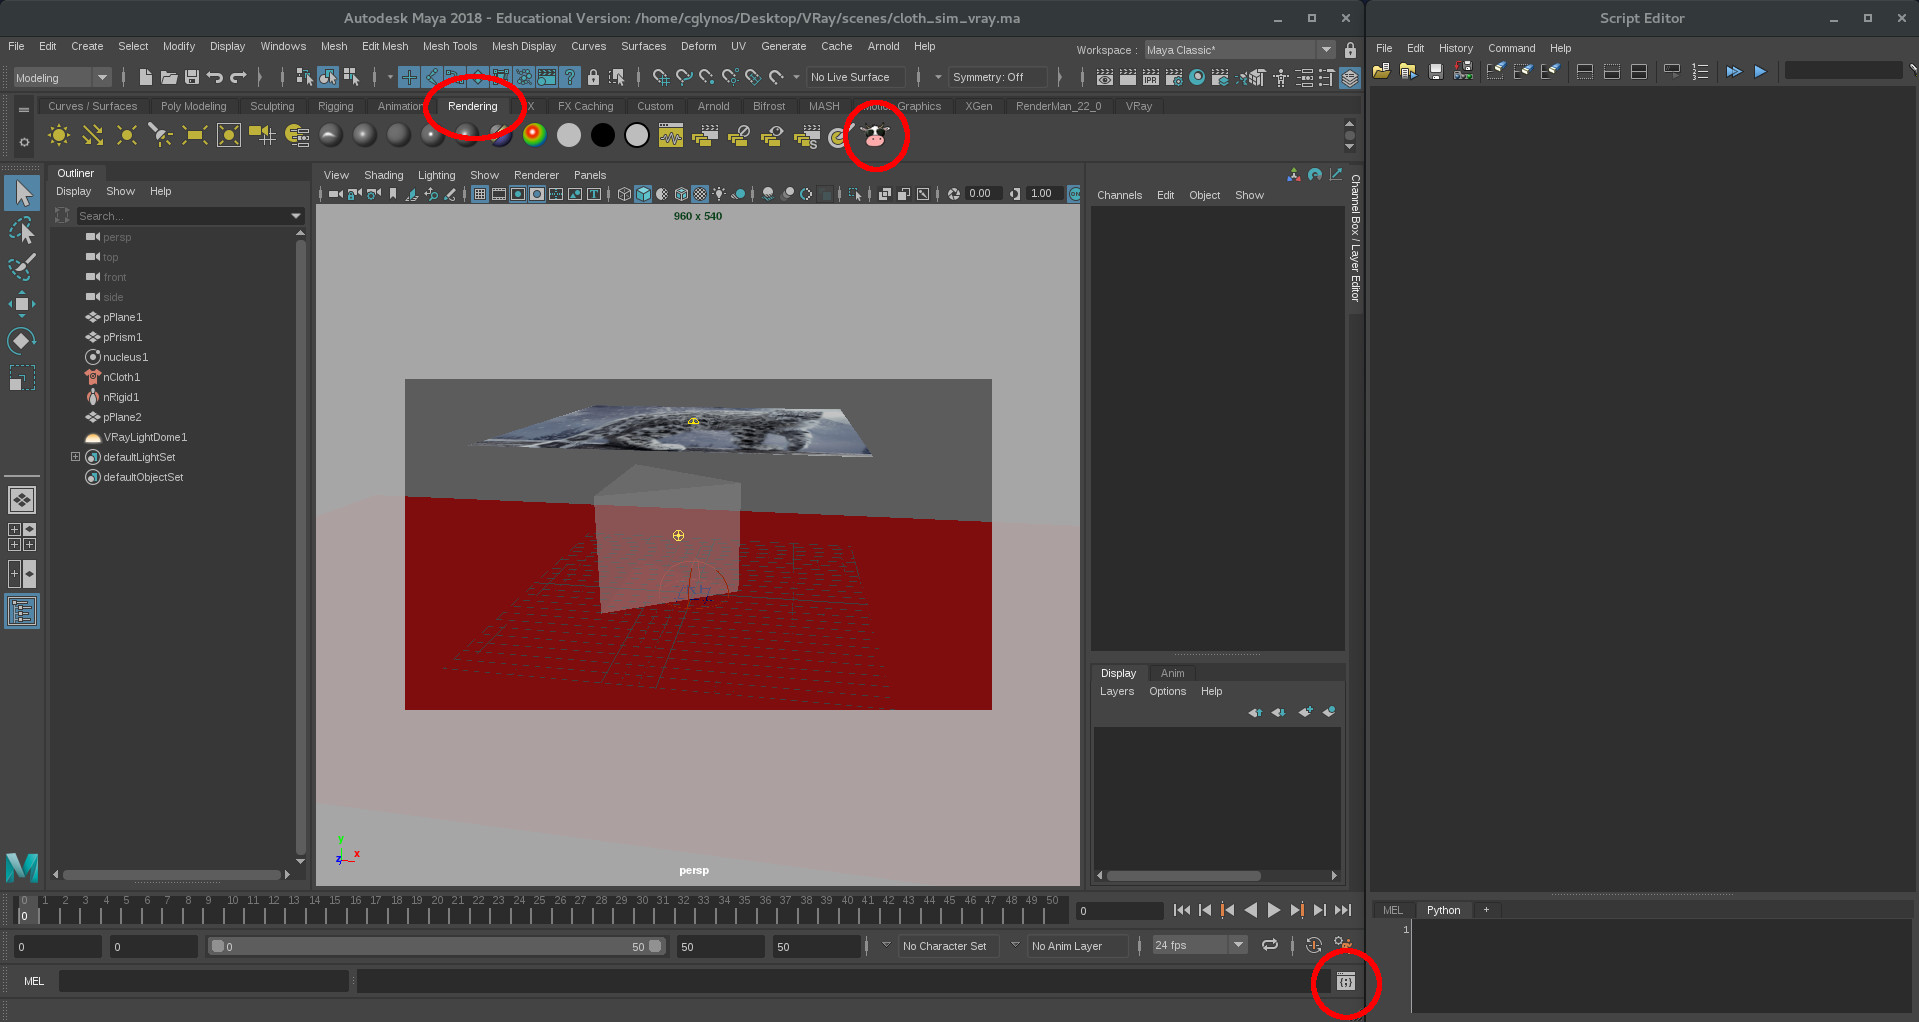 Autodesk Maya 2018 - Educational Version: /home/cglynos/Desktop/VRay/scenes/cloth_sim_vray.ma
Script Editor
File Edit Create Select Modify Display Windows Mesh Edit Mesh Mesh Tools Mesh Display Curves Surfaces Deform UV Generate Cache Arnold Help
Workspace : Maya Classic*
File Edit History Command Help
Modeling
No Live Surface
Symmetry: Off
IPR
Curves / Surfaces Poly Modeling Sculpting Rigging Animation Rendering X FX Caching Custom Arnold Bifrost MASH Graphics XGen RenderMan_22_0 VRay
Outliner
Display Show Help
Search...
persp
top
front
side
pPlane1
pPrism1
nucleus1
nCloth1
nRigid1
pPlane2
VRayLightDome1
defaultLightSet
defaultObjectSet
View Shading Lighting Show Renderer Panels
0.00
1.00
960 x 540
persp
Y
Z
X
Channels Edit Object Show
Channel Box / Layer Editor
Display Anim
Layers Options Help
0 1 2 3 4 5 6 7 8 9 10 11 12 13 14 15 16 17 18 19 20 21 22 23 24 25 26 27 28 29 30 31 32 33 34 35 36 37 38 39 40 41 42 43 44 45 46 47 48 49 50
0
0
0
0
0
50
50
50
No Character Set
No Anim Layer
24 fps
MEL
MEL Python +
1